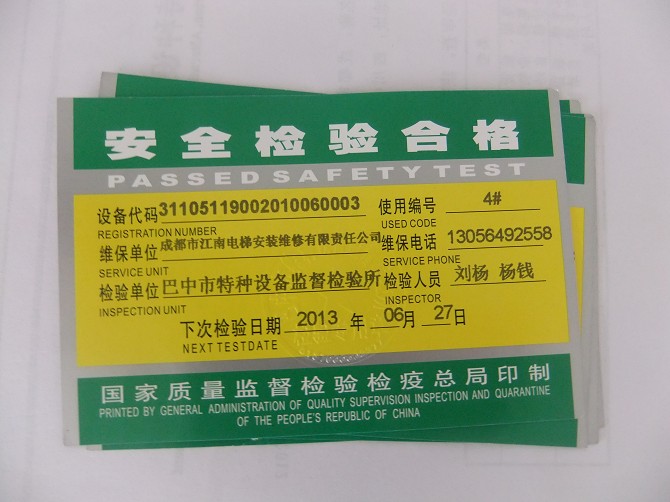 安全检验合格
PASSED SAFETY TEST
设备代码 31105119002010060003 使用编号 4#
REGISTRATION NUMBER USED CODE
维保单位 成都市江南电梯安装维修有限责任公司 维保电话 13056492558
SERVICE UNIT SERVICE PHONE
检验单位 巴中市特种设备监督检验所 检验人员 刘杨 杨钱
INSPECTION UNIT INSPECTOR
下次检验日期 2013 年 06 月 27 日
NEXT TESTDATE
国家质量监督检验检疫总局印制
PRINTED BY GENERAL ADMINISTRATION OF QUALITY SUPERVISION INSPECTION AND QUARANTINE
OF THE PEOPLE'S REPUBLIC OF CHINA